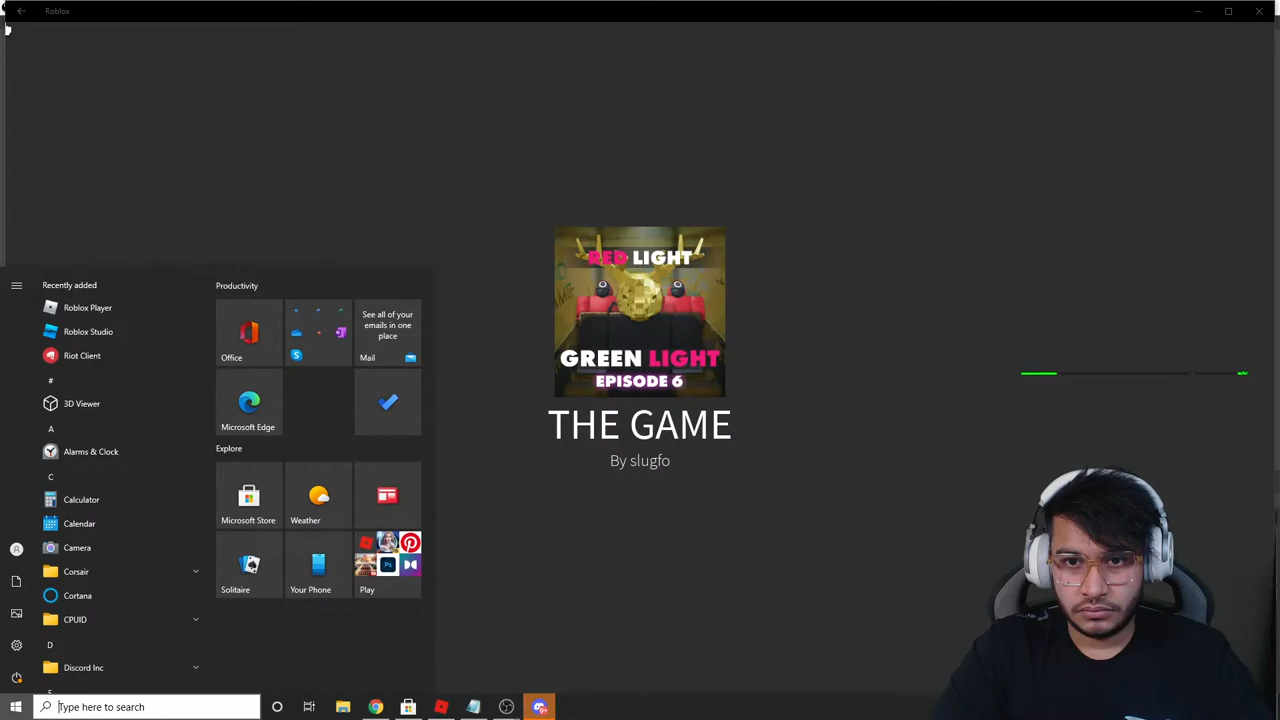 Roblox
RED LIGHT
GREEN LIGHT
EPISODE 6
THE GAME
By slugfo
Recently added
Roblox Player
Roblox Studio
Riot Client
#
3D Viewer
A
Alarms & Clock
C
Calculator
Calendar
Camera
Corsair
Cortana
CPUID
D
Discord Inc
Productivity
Office
See all of your
emails in one
place
Mail
Microsoft Edge
Explore
Microsoft Store
Weather
Solitaire
Your Phone
Ps
Play
Type here to search